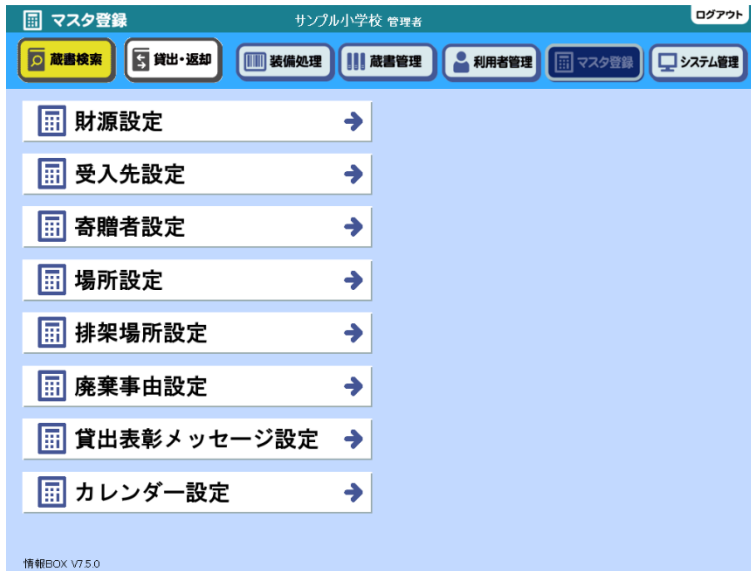 マスタ登録 サンプル小学校 管理者 ログアウト
蔵書検索 貸出・返却 装備処理 蔵書管理 利用者管理 マスタ登録 システム管理
財源設定
受入先設定
寄贈者設定
場所設定
排架場所設定
廃棄事由設定
貸出表彰メッセージ設定
カレンダー設定
情報BOX V7.5.0